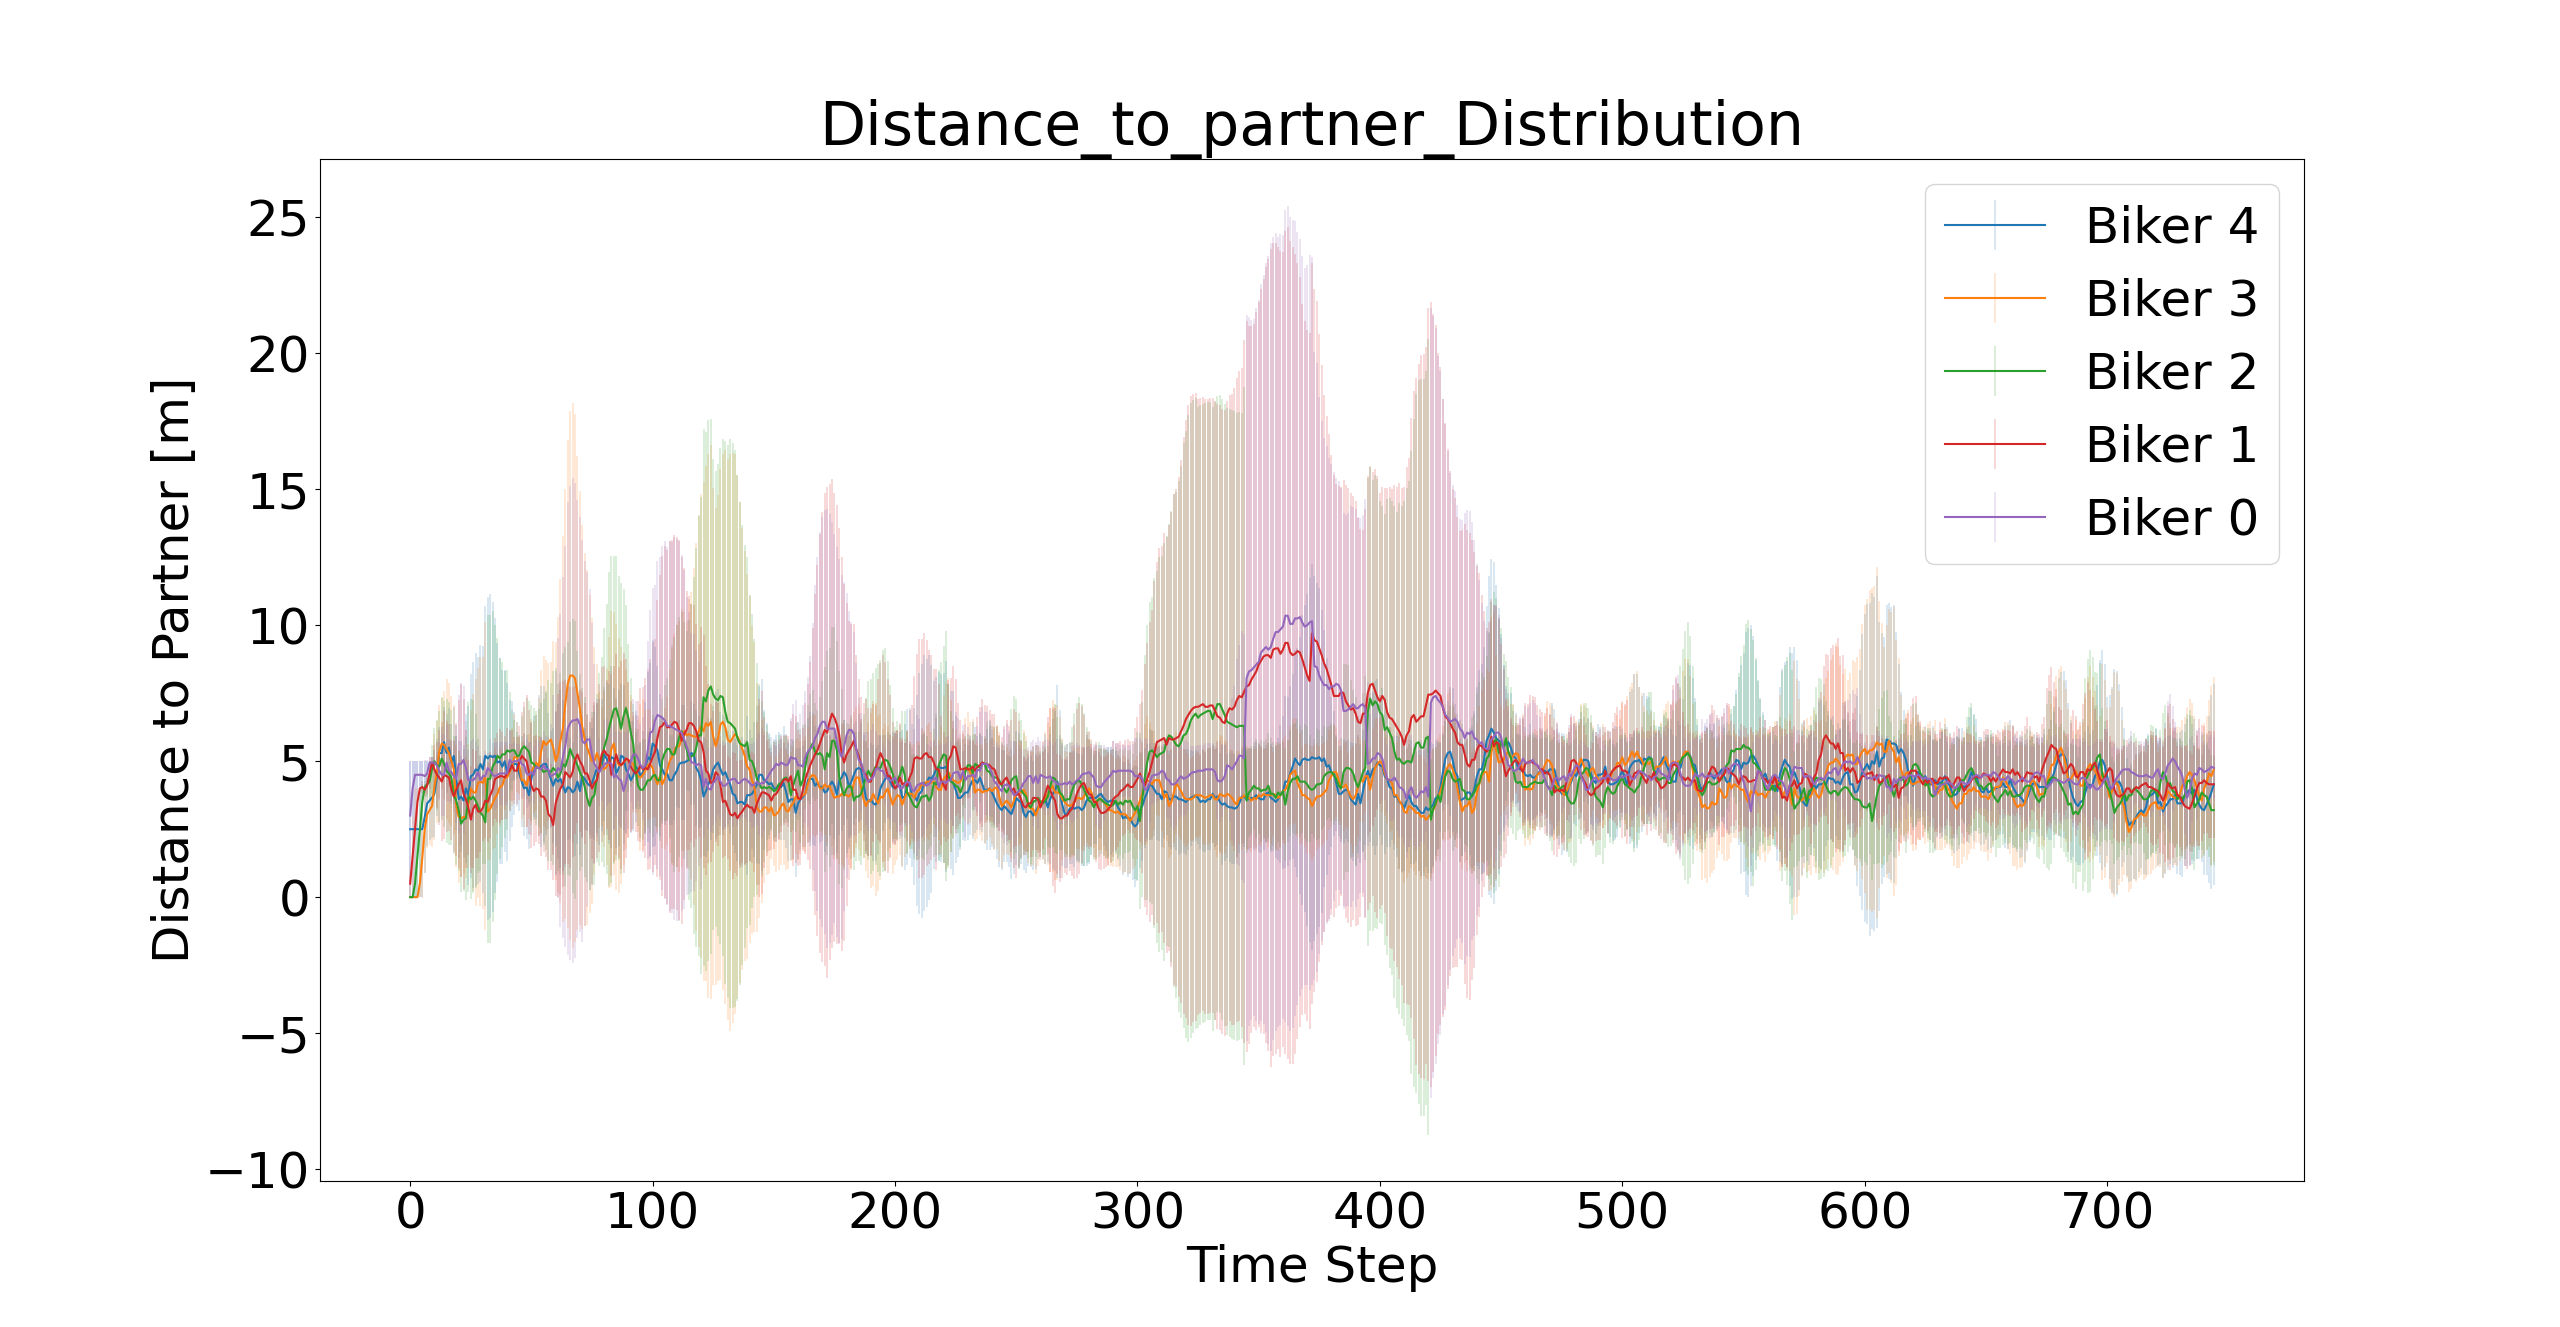 Distance_to_partner_Distribution
25
20
15
10
5
0
−5
−10
Distance to Partner [m]
Biker 4
Biker 3
Biker 2
Biker 1
Biker 0
0 100 200 300 400 500 600 700
Time Step